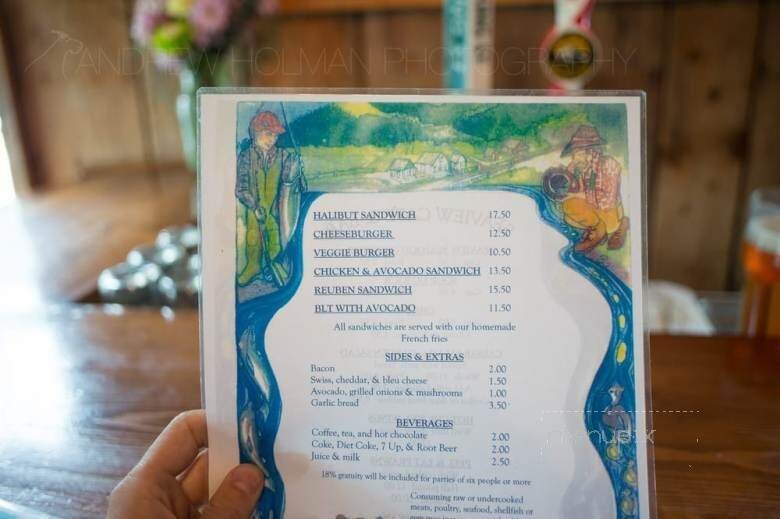 ANDREW HOLMAN PHOTOGRAPHY
HALIBUT SANDWICH 17.50
CHEESEBURGER 12.50
VEGGIE BURGER 10.50
CHICKEN & AVOCADO SANDWICH 13.50
REUBEN SANDWICH 15.50
BLT WITH AVOCADO 11.50
All sandwiches are served with our homemade
French fries
SIDES & EXTRAS
Bacon 2.00
Swiss, cheddar, & bleu cheese 1.50
Avocado, grilled onions & mushrooms 1.00
Garlic bread 3.50
BEVERAGES
Coffee, tea, and hot chocolate 2.00
Coke, Diet Coke, 7 Up, & Root Beer 2.00
Juice & milk 2.50
18% gratuity will be included for parties of six people or more
Consuming raw or undercooked
meats, poultry, seafood, shellfish or